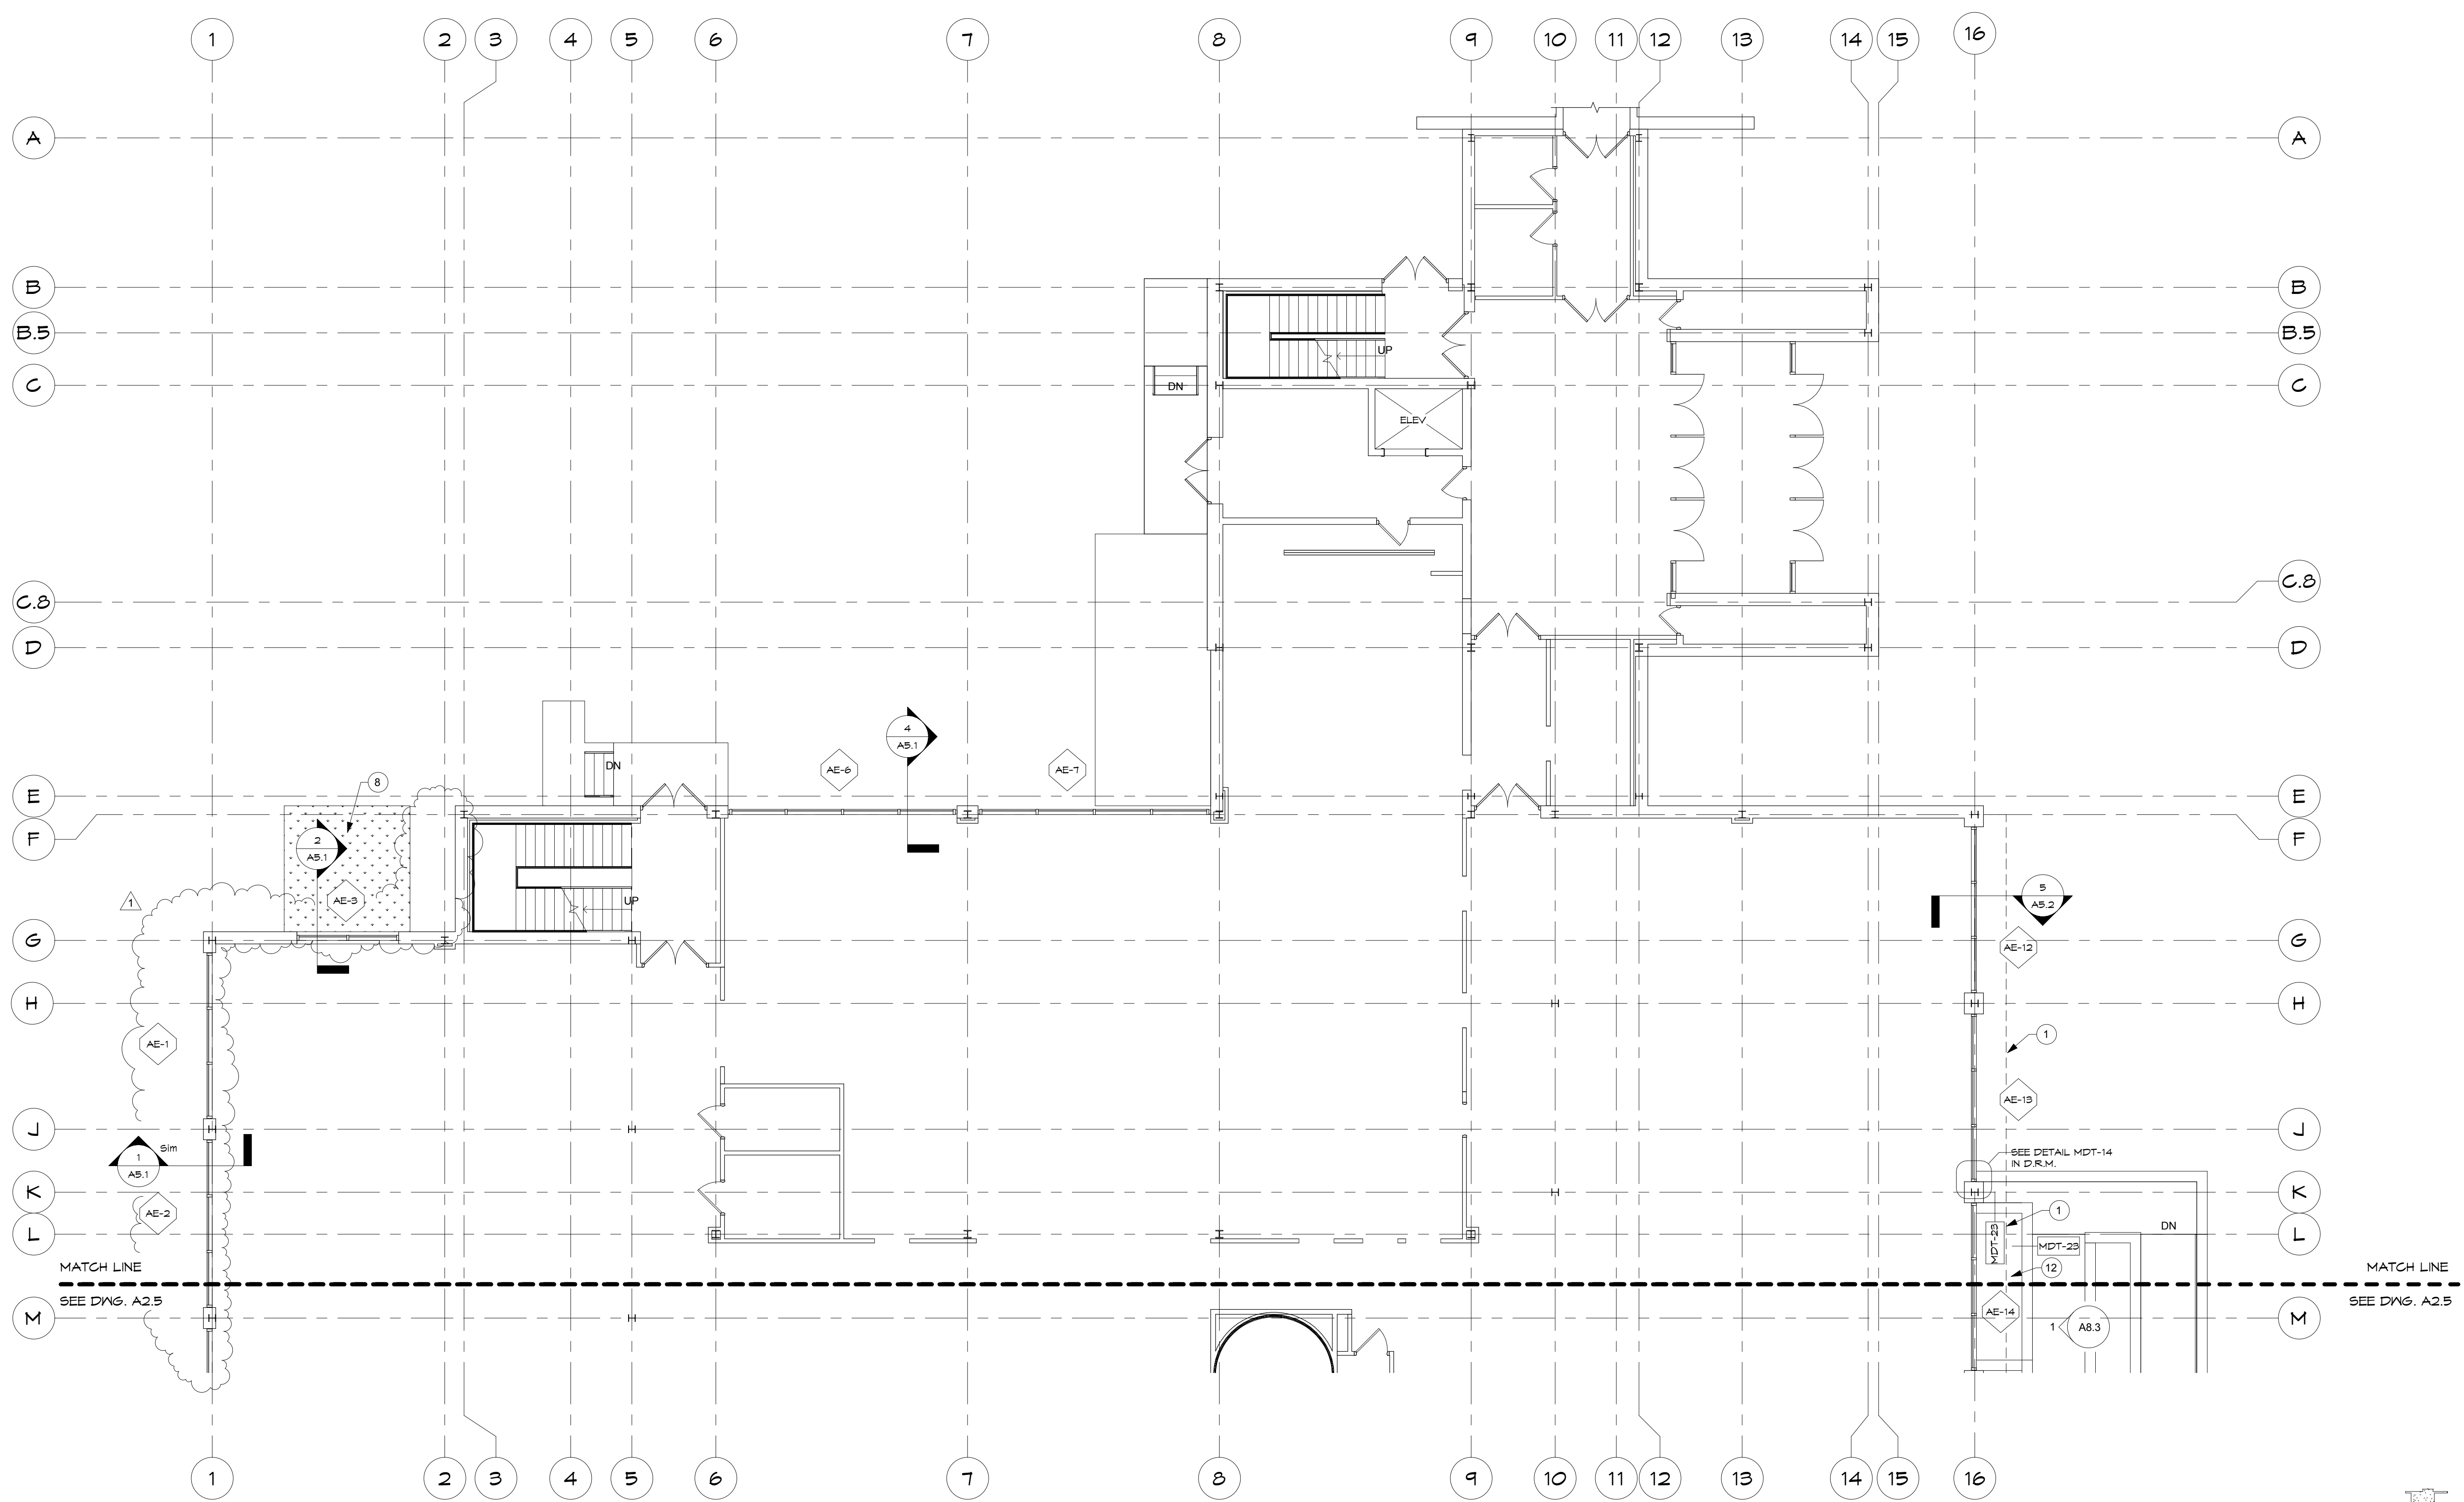 1 2 3 4 5 6 7 8 9 10 11 12 13 14 15 16
A A
B B
B.5 B.5
UP
C C
DN
ELEV
C.8 C.8
D D
4
A5.1
DN
AE-6
AE-7
8
E E
F F
2
A5.1
AE-3
UP
1
5
A5.2
G G
AE-12
H H
AE-1
1
AE-13
J J
Sim
1
A5.1
SEE DETAIL MDT-14
IN D.R.M.
K K
AE-2
1
L L
DN
MDT-23
MDT-23
12
MATCH LINE MATCH LINE
SEE DWG. A2.5 SEE DWG. A2.5
AE-14
M M
1
A8.3
1 2 3 4 5 6 7 8 9 10 11 12 13 14 15 16